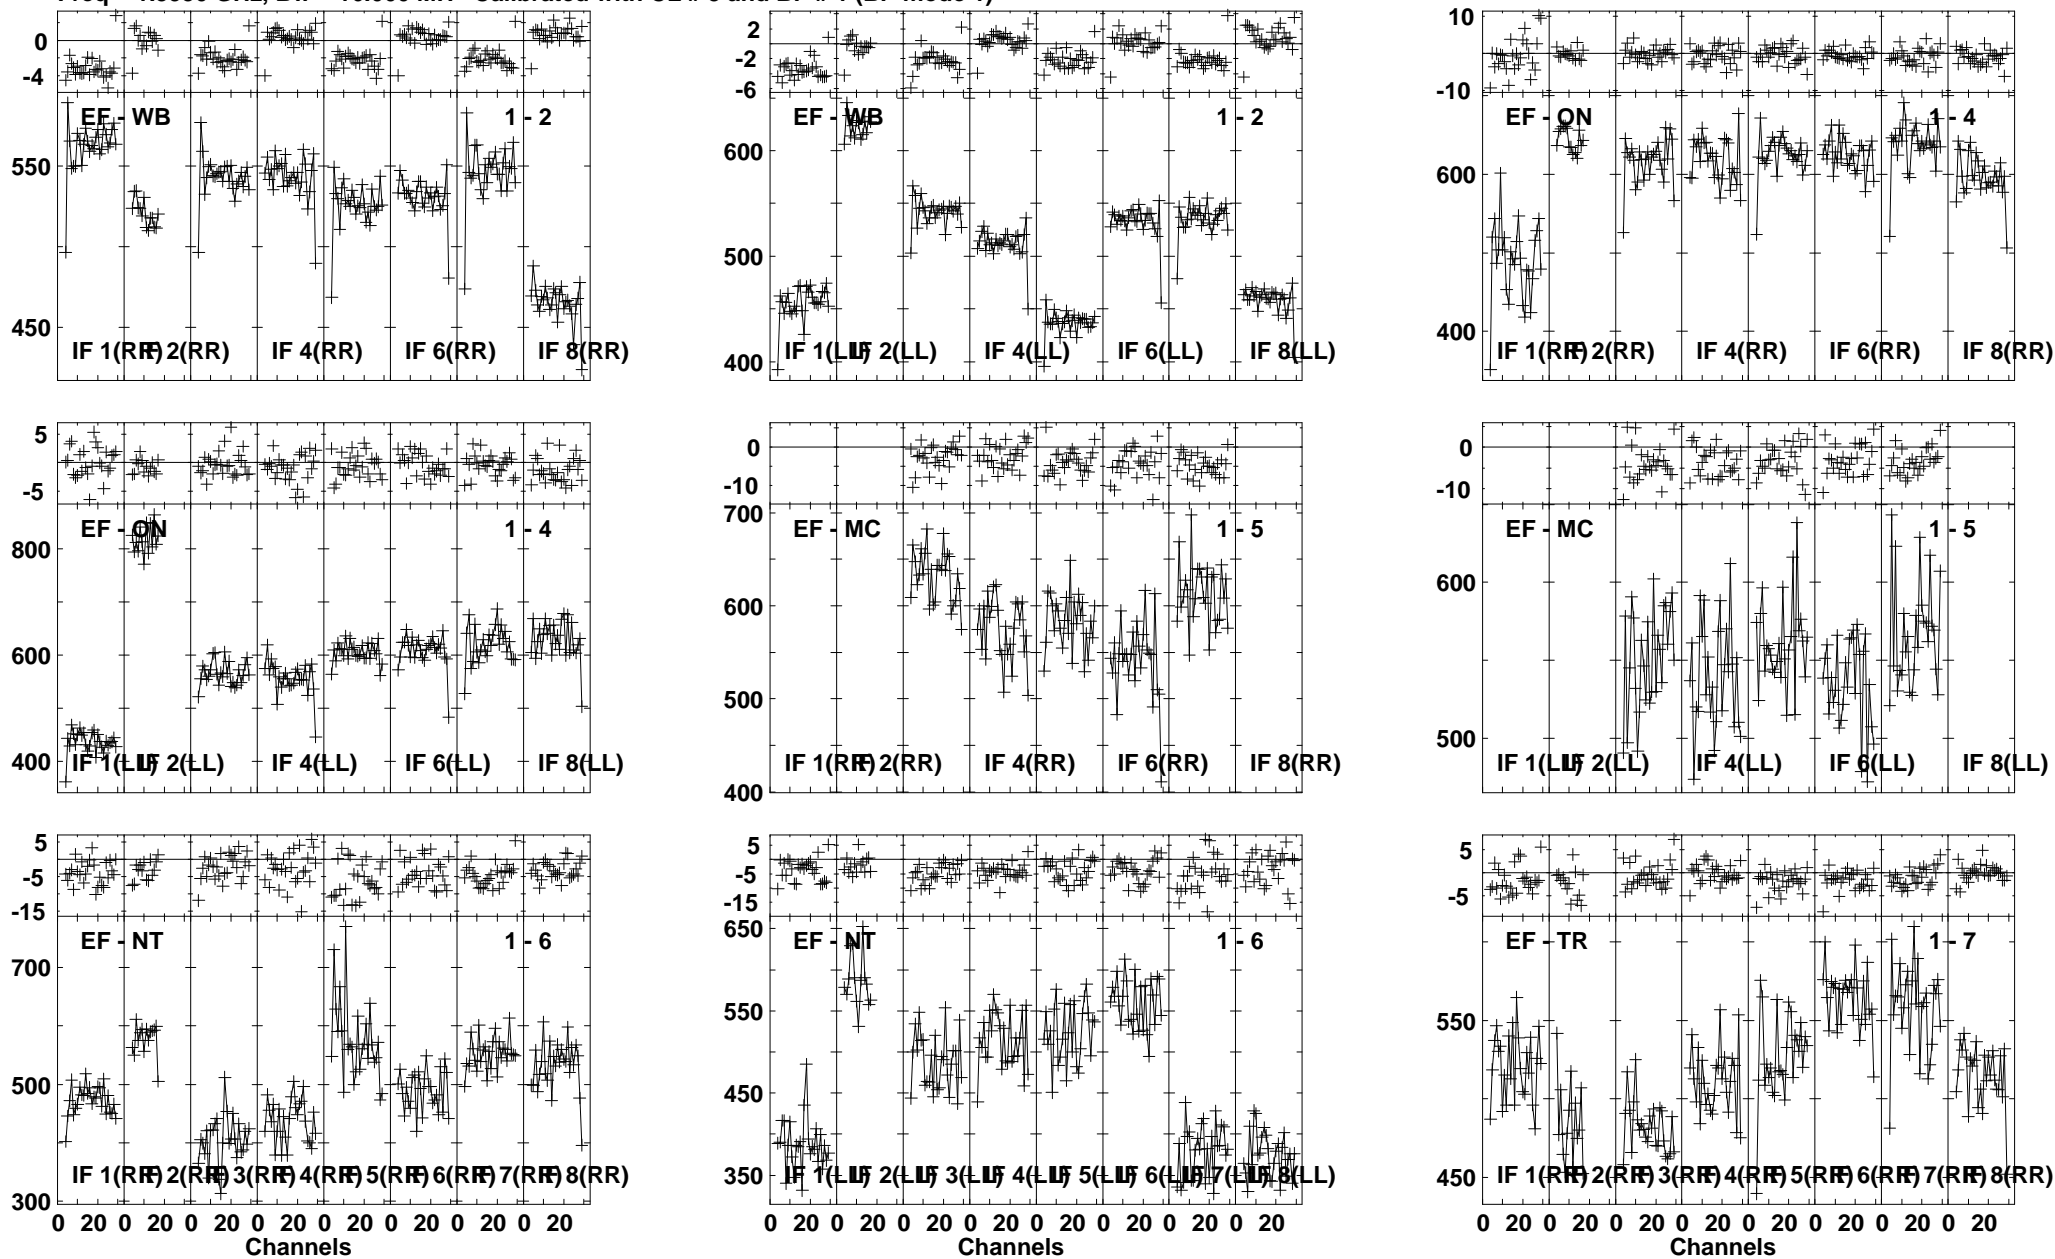 0
-4
EF - WB 1 - 2
550
450
IF 1(RR) IF 2(RR) IF 4(RR) IF 6(RR) IF 8(RR)
2
-2
-6
EF - WB 1 - 2
600
500
400
IF 1(LL) IF 2(LL) IF 4(LL) IF 6(LL) IF 8(LL)
10
-10
EF - ON 1 - 4
600
400
IF 1(RR) IF 2(RR) IF 4(RR) IF 6(RR) IF 8(RR)
5
-5
EF - ON 1 - 4
800
600
400
IF 1(LL) IF 2(LL) IF 4(LL) IF 6(LL) IF 8(LL)
0
-10
700
EF - MC 1 - 5
600
500
400
IF 1(RR) IF 2(RR) IF 4(RR) IF 6(RR) IF 8(RR)
0
-10
EF - MC 1 - 5
600
500
IF 1(LL) IF 2(LL) IF 4(LL) IF 6(LL) IF 8(LL)
5
-5
-15
EF - NT 1 - 6
700
500
300
IF 1(RR) IF 2(RR) IF 3(RR) IF 4(RR) IF 5(RR) IF 6(RR) IF 7(RR) IF 8(RR)
0 20 0 20 0 20 0 20 0 20 0 20 0 20 0 20
Channels
5
-5
-15
650
EF - NT 1 - 6
550
450
350
IF 1(LL) IF 2(LL) IF 3(LL) IF 4(LL) IF 5(LL) IF 6(LL) IF 7(LL) IF 8(LL)
0 20 0 20 0 20 0 20 0 20 0 20 0 20 0 20
Channels
5
-5
EF - TR 1 - 7
550
450
IF 1(RR) IF 2(RR) IF 3(RR) IF 4(RR) IF 5(RR) IF 6(RR) IF 7(RR) IF 8(RR)
0 20 0 20 0 20 0 20 0 20 0 20 0 20 0 20
Channels